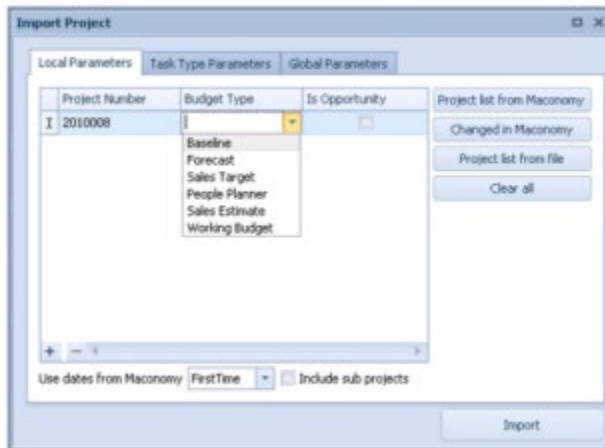 Import Project
Local Parameters Task Type Parameters Global Parameters
Project Number Budget Type Is Opportunity
2010008
Baseline
Forecast
Sales Target
People Planner
Sales Estimate
Working Budget
Project list from Maconomy
Changed in Maconomy
Project list from file
Clear all
Use dates from Maconomy FirstTime Include sub projects
Import